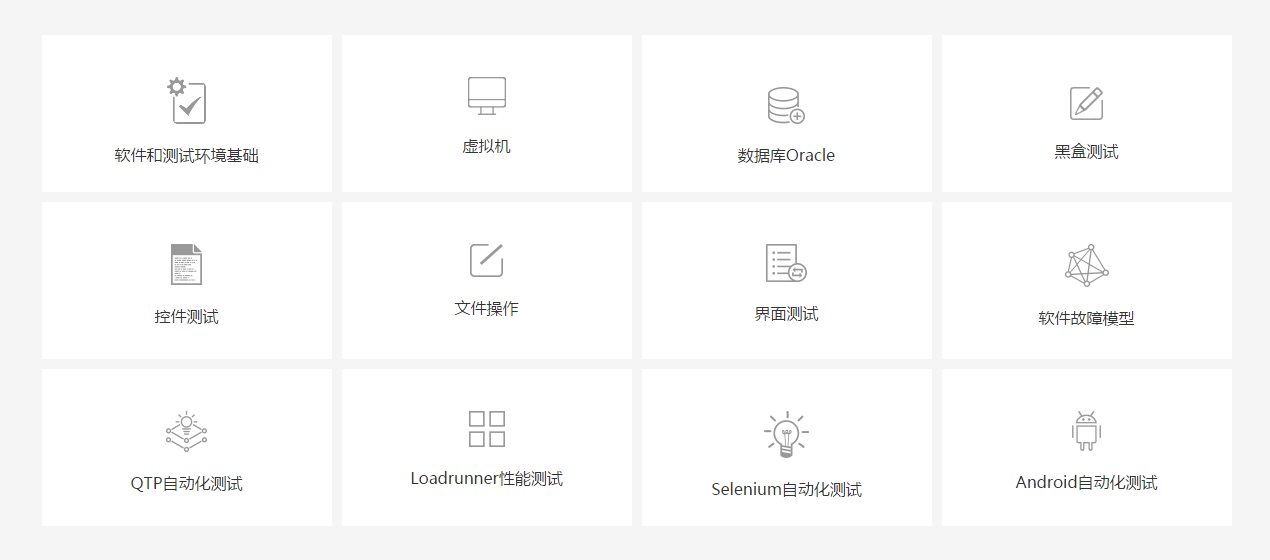 软件和测试环境基础
虚拟机
数据库Oracle
黑盒测试
控件测试
文件操作
界面测试
软件故障模型
QTP自动化测试
Loadrunner性能测试
Selenium自动化测试
Android自动化测试